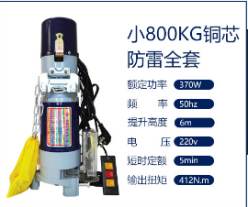 小800KG铜芯
防雷全套
额定功率 370W
频率 50hz
提升高度 6m
电压 220v
短时定额 5min
输出扭矩 412N.m